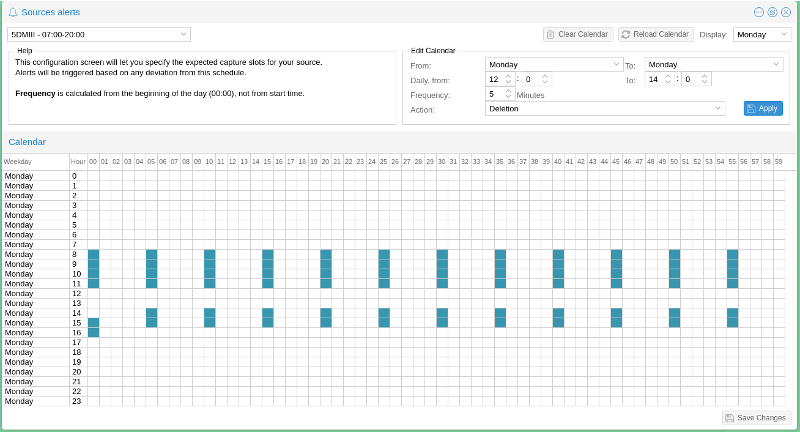 Sources alerts
5DMIII - 07:00-20:00
Clear Calendar
Reload Calendar
Display:
Monday
Help
This configuration screen will let you specify the expected capture slots for your source.
Alerts will be triggered based on any deviation from this schedule.
Frequency is calculated from the beginning of the day (00:00), not from start time.
Edit Calendar
From: Monday To: Monday
Daily, from: 12 : 0 To: 14 : 0
Frequency: 5 Minutes
Action: Deletion
Apply
Calendar
Weekday Hour 00 01 02 03 04 05 06 07 08 09 10 11 12 13 14 15 16 17 18 19 20 21 22 23 24 25 26 27 28 29 30 31 32 33 34 35 36 37 38 39 40 41 42 43 44 45 46 47 48 49 50 51 52 53 54 55 56 57 58 59
Monday 0
Monday 1
Monday 2
Monday 3
Monday 4
Monday 5
Monday 6
Monday 7
Monday 8
Monday 9
Monday 10
Monday 11
Monday 12
Monday 13
Monday 14
Monday 15
Monday 16
Monday 17
Monday 18
Monday 19
Monday 20
Monday 21
Monday 22
Monday 23
Save Changes